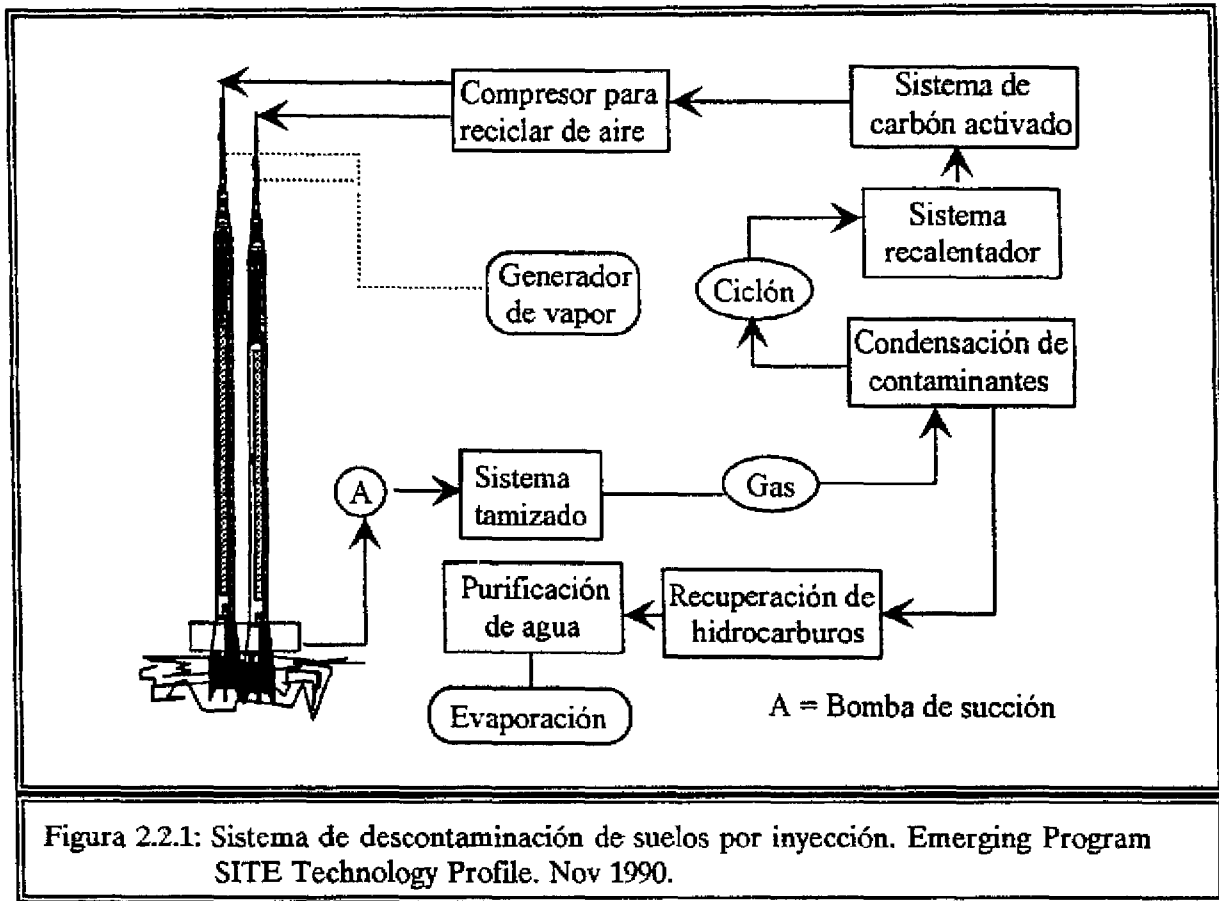 Compresor para
reciclar de aire
Sistema de
carbón activado
Sistema
recalentador
Generador
de vapor
Ciclón
Condensación de
contaminantes
A
Sistema
tamizado
Gas
Purificación
de agua
Recuperación de
hidrocarburos
Evaporación
A = Bomba de succión
Figura 2.2.1: Sistema de descontaminación de suelos por inyección. Emerging Program
SITE Technology Profile. Nov 1990.